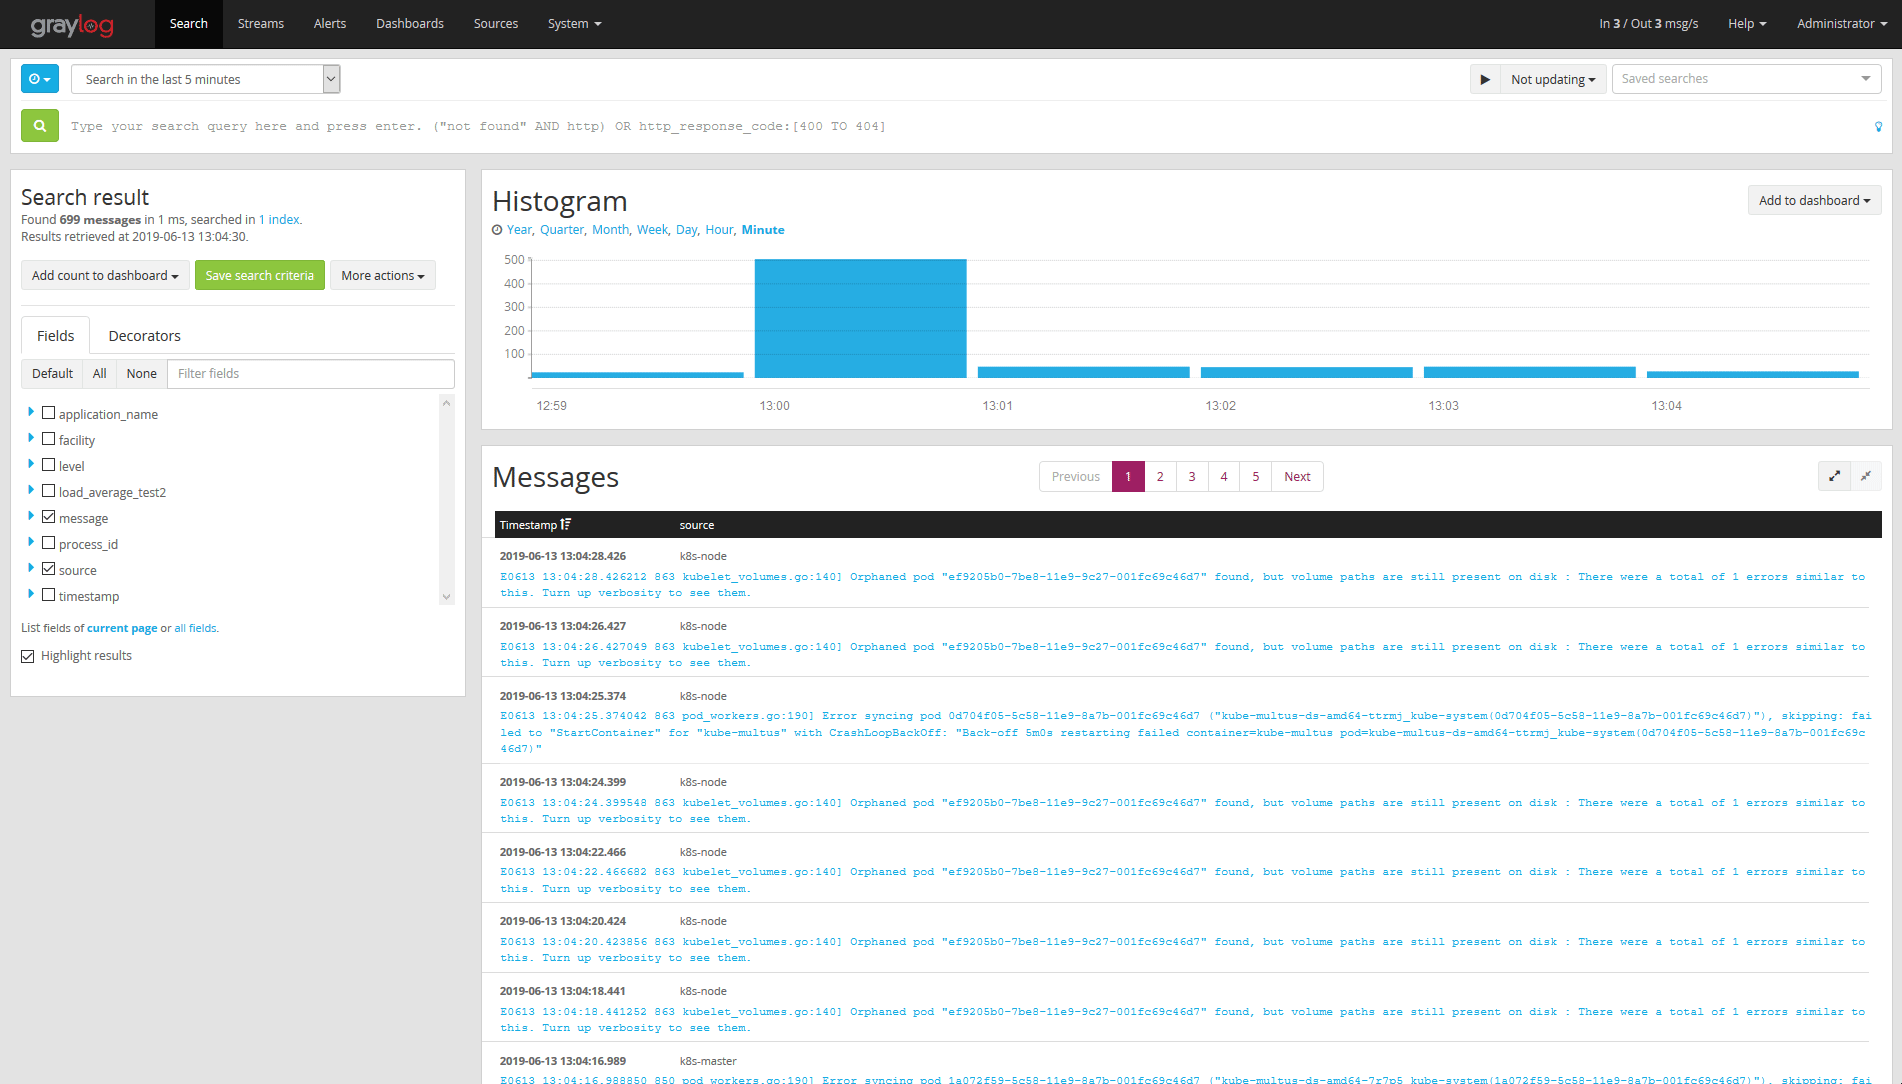 graylog Search Streams Alerts Dashboards Sources System In 3 / Out 3 msg/s Help Administrator
Search in the last 5 minutes Not updating Saved searches
Type your search query here and press enter. ("not found" AND http) OR http_response_code:[400 TO 404]
Search result
Found 699 messages in 1 ms, searched in 1 index.
Results retrieved at 2019-06-13 13:04:30.
Add count to dashboard Save search criteria More actions
Fields Decorators
Default All None Filter fields
application_name
facility
level
load_average_test2
message
process_id
source
timestamp
List fields of current page or all fields.
Highlight results
Histogram
Add to dashboard
Year, Quarter, Month, Week, Day, Hour, Minute
500
400
300
200
100
12:59 13:00 13:01 13:02 13:03 13:04
Messages
Previous 1 2 3 4 5 Next
Timestamp source
2019-06-13 13:04:28.426 k8s-node
E0613 13:04:28.426212 863 kubelet_volumes.go:140] Orphaned pod "ef9205b0-7be8-11e9-9c27-001fc69c46d7" found, but volume paths are still present on disk : There were a total of 1 errors similar to
this. Turn up verbosity to see them.
2019-06-13 13:04:26.427 k8s-node
E0613 13:04:26.427049 863 kubelet_volumes.go:140] Orphaned pod "ef9205b0-7be8-11e9-9c27-001fc69c46d7" found, but volume paths are still present on disk : There were a total of 1 errors similar to
this. Turn up verbosity to see them.
2019-06-13 13:04:25.374 k8s-node
E0613 13:04:25.374042 863 pod_workers.go:190] Error syncing pod 0d704f05-5c58-11e9-8a7b-001fc69c46d7 ("kube-multus-ds-amd64-ttrmj_kube-system(0d704f05-5c58-11e9-8a7b-001fc69c46d7)"), skipping: fai
led to "StartContainer" for "kube-multus" with CrashLoopBackOff: "Back-off 5m0s restarting failed container=kube-multus pod=kube-multus-ds-amd64-ttrmj_kube-system(0d704f05-5c58-11e9-8a7b-001fc69c
46d7)"
2019-06-13 13:04:24.399 k8s-node
E0613 13:04:24.399548 863 kubelet_volumes.go:140] Orphaned pod "ef9205b0-7be8-11e9-9c27-001fc69c46d7" found, but volume paths are still present on disk : There were a total of 1 errors similar to
this. Turn up verbosity to see them.
2019-06-13 13:04:22.466 k8s-node
E0613 13:04:22.466682 863 kubelet_volumes.go:140] Orphaned pod "ef9205b0-7be8-11e9-9c27-001fc69c46d7" found, but volume paths are still present on disk : There were a total of 1 errors similar to
this. Turn up verbosity to see them.
2019-06-13 13:04:20.424 k8s-node
E0613 13:04:20.423856 863 kubelet_volumes.go:140] Orphaned pod "ef9205b0-7be8-11e9-9c27-001fc69c46d7" found, but volume paths are still present on disk : There were a total of 1 errors similar to
this. Turn up verbosity to see them.
2019-06-13 13:04:18.441 k8s-node
E0613 13:04:18.441252 863 kubelet_volumes.go:140] Orphaned pod "ef9205b0-7be8-11e9-9c27-001fc69c46d7" found, but volume paths are still present on disk : There were a total of 1 errors similar to
this. Turn up verbosity to see them.
2019-06-13 13:04:16.989 k8s-master
E0613 13:04:16.988850 850 pod_workers.go:190] Error syncing pod 1a072f59-5c58-11e9-8a7b-001fc69c46d7 ("kube-multus-ds-amd64-7r7p5_kube-system(1a072f59-5c58-11e9-8a7b-001fc69c46d7)"), skipping: fai